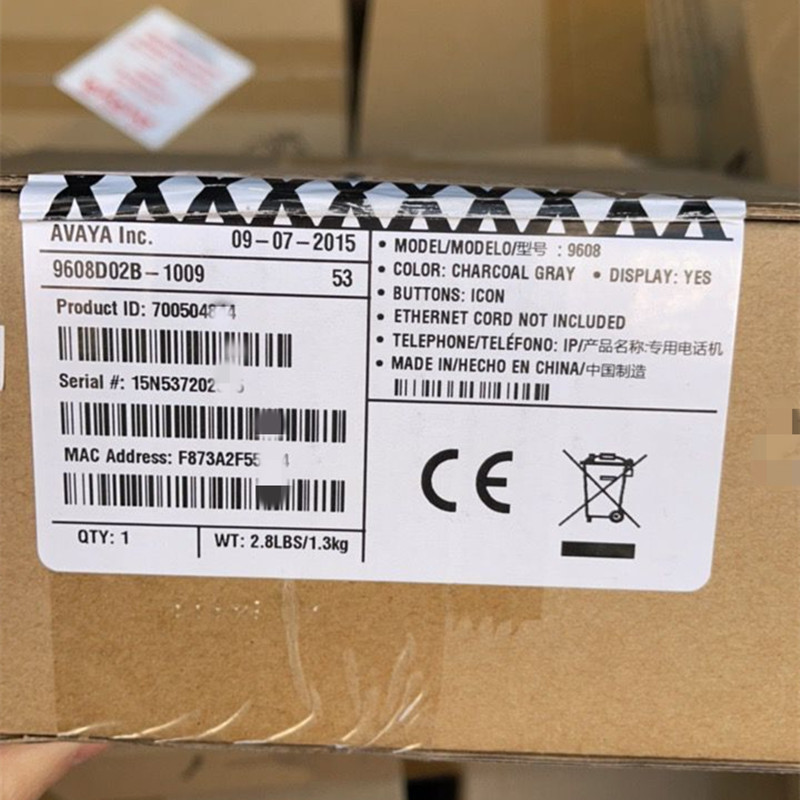 AVAYA Inc. 09-07-2015
9608D02B-1009 53
Product ID:
Serial #:
MAC Address:
QTY: 1 WT: 2.8LBS/1.3kg
• MODEL/MODELO/型号 : 9608
• COLOR: CHARCOAL GRAY • DISPLAY: YES
• BUTTONS: ICON
• ETHERNET CORD NOT INCLUDED
• TELEPHONE/TELÉFONO: IP/产品名称:专用电话机
• MADE IN/HECHO EN CHINA/中国制造
CE